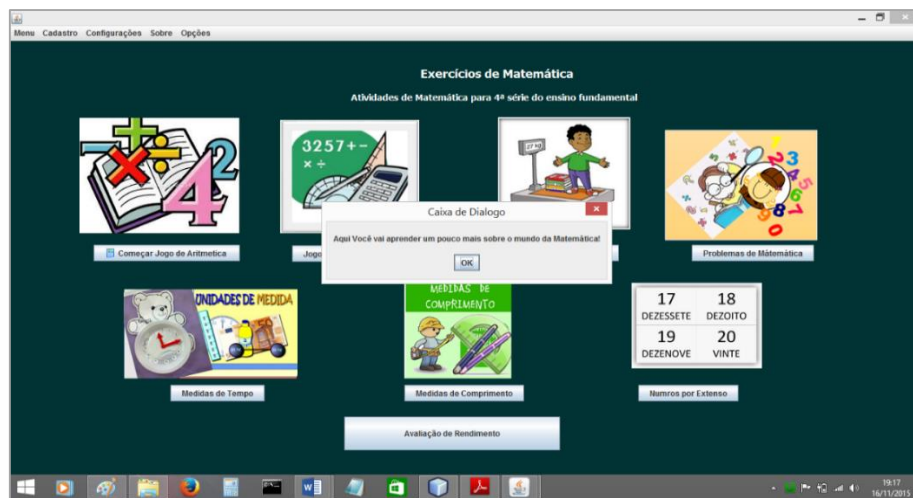 Menu Cadastro Configurações Sobre Opções
Exercícios de Matemática
Atividades de Matemática para 4ª série do ensino fundamental
3257+-
× ÷
27 kg
Caixa de Dialogo
Aqui Você vai aprender um pouco mais sobre o mundo da Matemática!
OK
Começar Jogo de Aritmetica
Jogo
Problemas de Mátemática
UNIDADES DE MEDIDA
MEDIDAS DE
COMPRIMENTO
17 18
DEZESSETE DEZOITO
19 20
DEZENOVE VINTE
Medidas de Tempo
Medidas de Comprimento
Numros por Extenso
Avaliação de Rendimento
19:17
16/11/2015